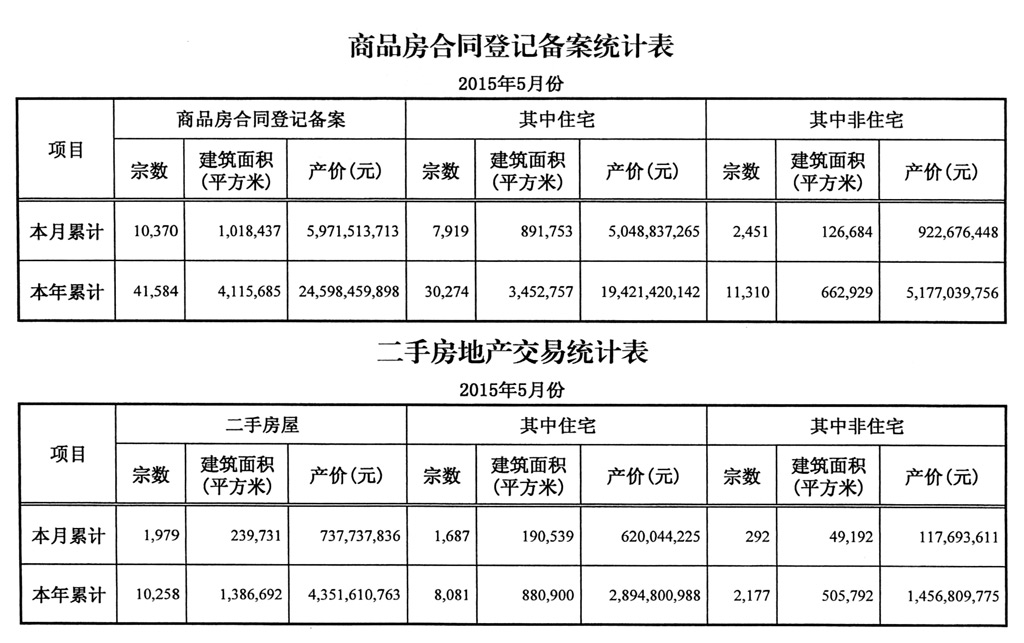 商品房合同登记备案统计表
2015年5月份
项目 商品房合同登记备案 其中住宅 其中非住宅
宗数 建筑面积(平方米) 产价(元) 宗数 建筑面积(平方米) 产价(元) 宗数 建筑面积(平方米) 产价(元)
本月累计 10,370 1,018,437 5,971,513,713 7,919 891,753 5,048,837,265 2,451 126,684 922,676,448
本年累计 41,584 4,115,685 24,598,459,898 30,274 3,452,757 19,421,420,142 11,310 662,929 5,177,039,756
二手房地产交易统计表
2015年5月份
项目 二手房屋 其中住宅 其中非住宅
宗数 建筑面积(平方米) 产价(元) 宗数 建筑面积(平方米) 产价(元) 宗数 建筑面积(平方米) 产价(元)
本月累计 1,979 239,731 737,737,836 1,687 190,539 620,044,225 292 49,192 117,693,611
本年累计 10,258 1,386,692 4,351,610,763 8,081 880,900 2,894,800,988 2,177 505,792 1,456,809,775